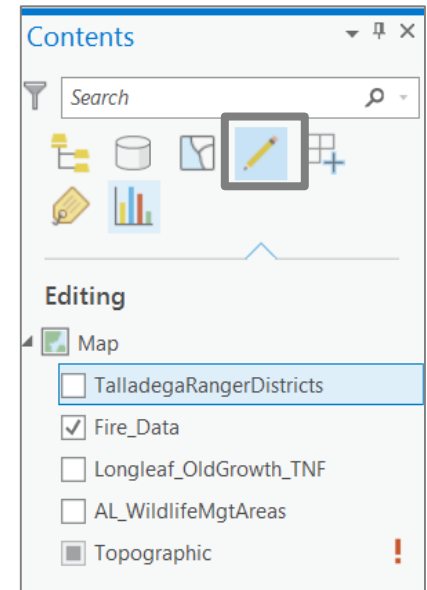 Contents
Search
Editing
Map
TalladegaRangerDistricts
Fire_Data
Longleaf_OldGrowth_TNF
AL_WildlifeMgtAreas
Topographic !